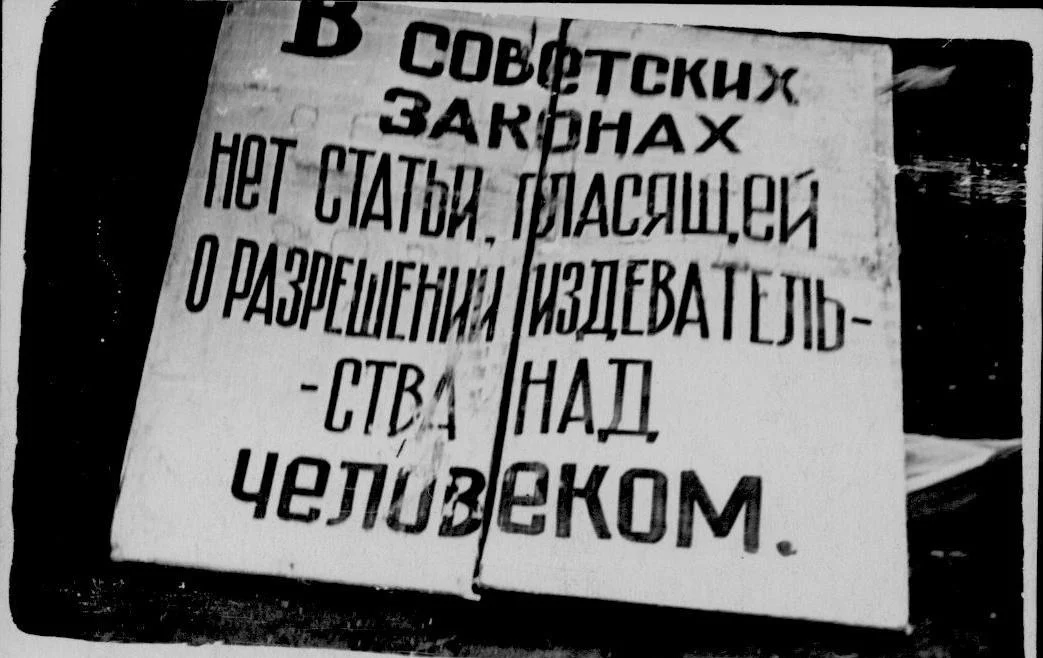 В советских
законах
нет статьи, гласящей
о разрешении издеватель-
-ства над
человеком.